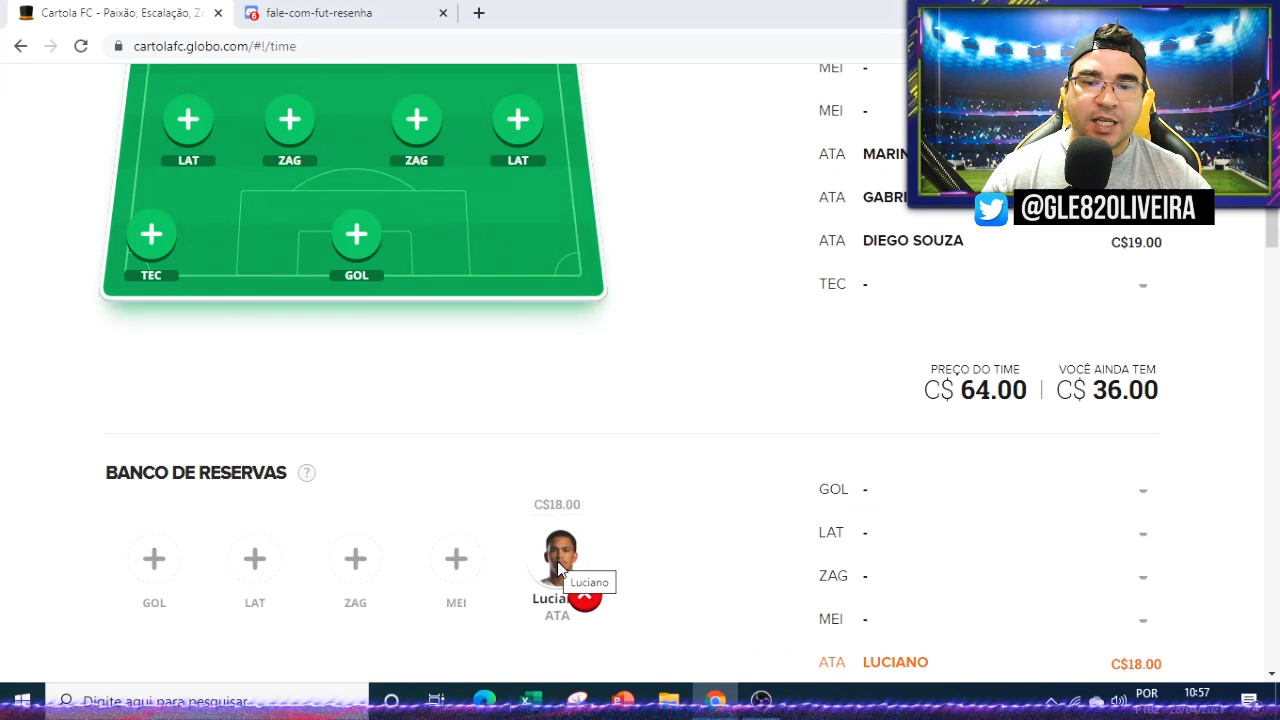 Cartola FC - Paixão, Escalação, Zo
fale-com-the-resenha
cartolafc.globo.com/#!/time
LAT
ZAG
ZAG
LAT
TEC
GOL
MEI -
MEI -
ATA MARIN
ATA GABRI
ATA DIEGO SOUZA C$19.00
TEC -
@GLE82OLIVEIRA
PREÇO DO TIME
C$ 64.00
VOCÊ AINDA TEM
C$ 36.00
BANCO DE RESERVAS ?
C$18.00
Luciano
Lucian
GOL
LAT
ZAG
MEI
ATA
GOL -
LAT -
ZAG -
MEI -
ATA LUCIANO C$18.00
Digite aqui para pesquisar
POR
10:57